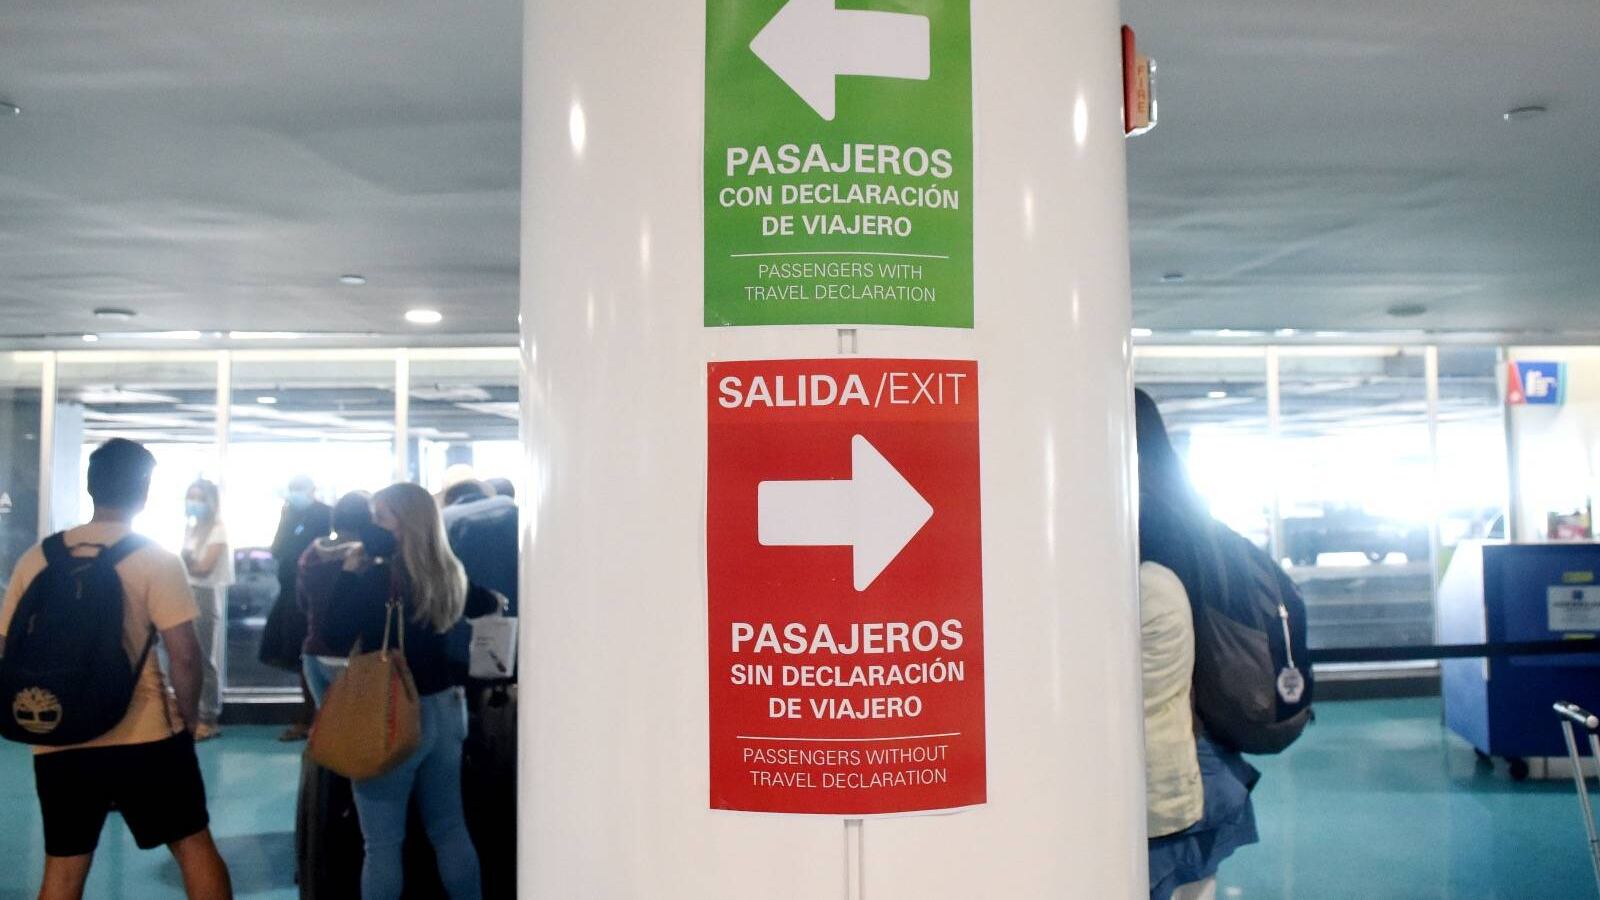 PASAJEROS
CON DECLARACIÓN
DE VIAJERO
PASSENGERS WITH
TRAVEL DECLARATION
SALIDA/EXIT
PASAJEROS
SIN DECLARACIÓN
DE VIAJERO
PASSENGERS WITHOUT
TRAVEL DECLARATION
FIRE